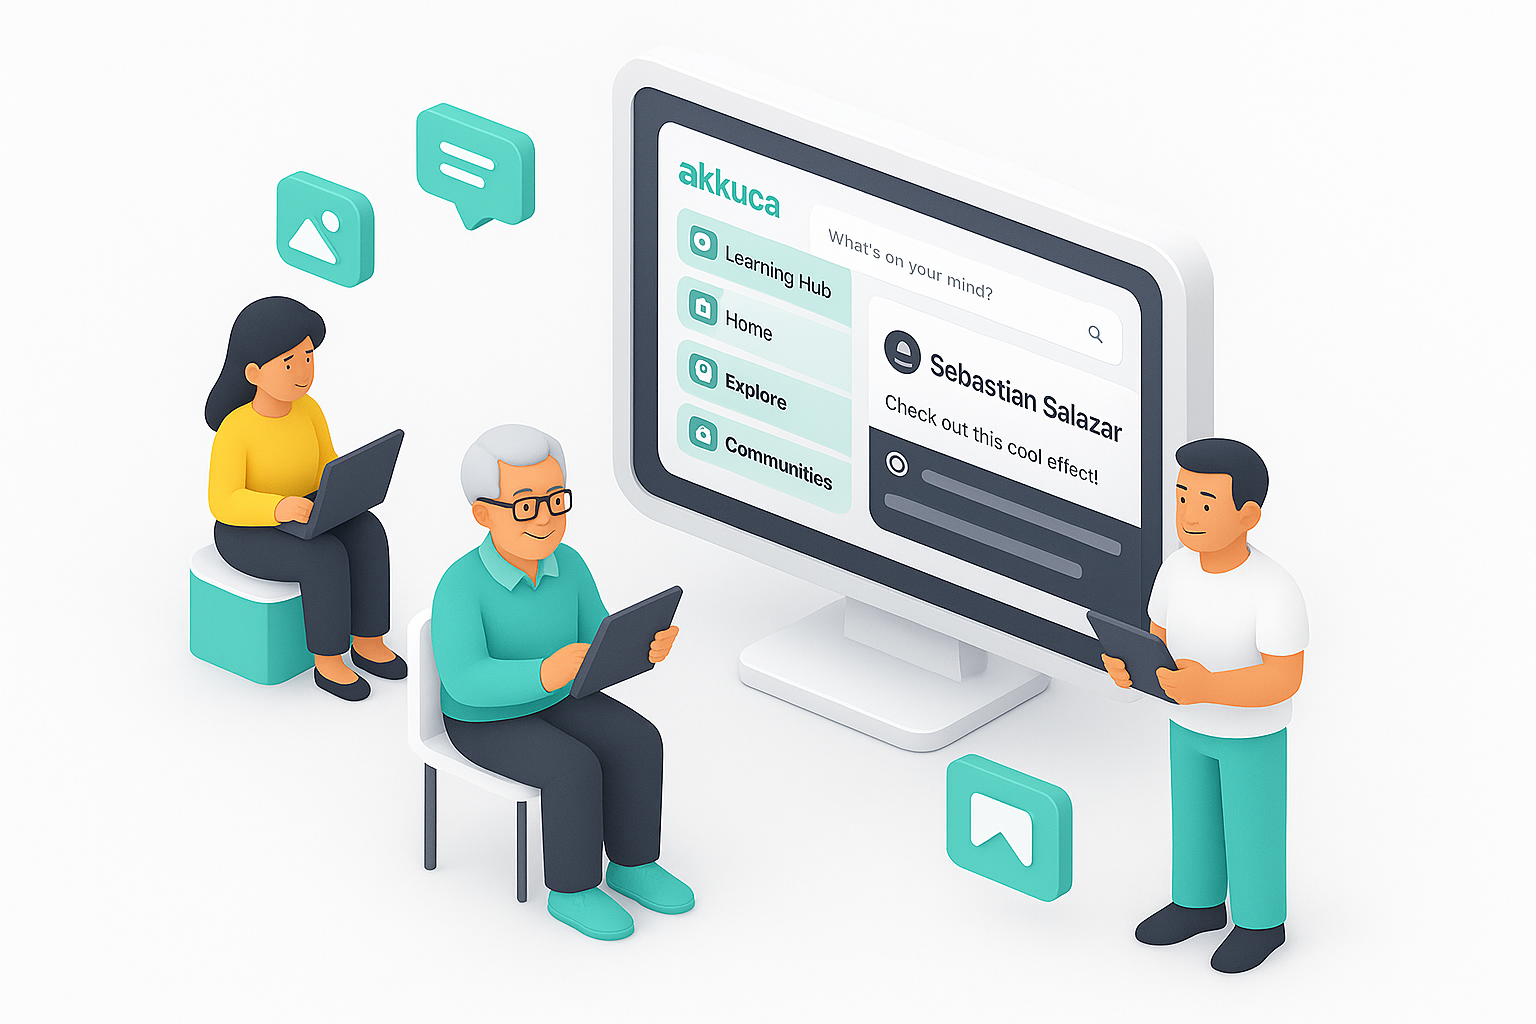 akkuca
What's on your mind?
Learning Hub
Home
Explore
Communities
Sebastian Salazar
Check out this cool effect!